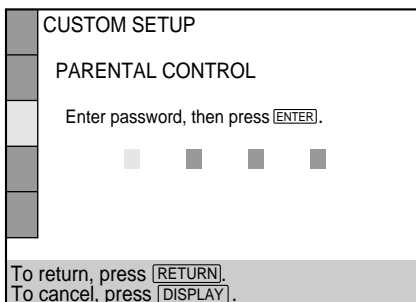 CUSTOM SETUP
PARENTAL CONTROL
Enter password, then press ENTER.
To return, press RETURN.
To cancel, press DISPLAY.